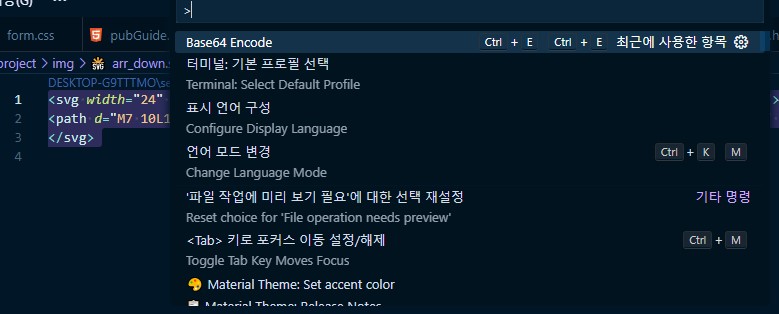 (G)
>
form.css
pubGuide.
Base64 Encode Ctrl + E Ctrl + E 최근에 사용한 항목
project > img > arr_down.s
터미널: 기본 프로필 선택
Terminal: Select Default Profile
DESKTOP-G9TTTMO\se
1 <svg width="24"
2 <path d="M7 10L1
3 </svg>
4
표시 언어 구성
Configure Display Language
언어 모드 변경 Ctrl + K M
Change Language Mode
'파일 작업에 미리 보기 필요'에 대한 선택 재설정 기타 명령
Reset choice for 'File operation needs preview'
<Tab> 키로 포커스 이동 설정/해제 Ctrl + M
Toggle Tab Key Moves Focus
Material Theme: Set accent color
Material Theme: Release Notes